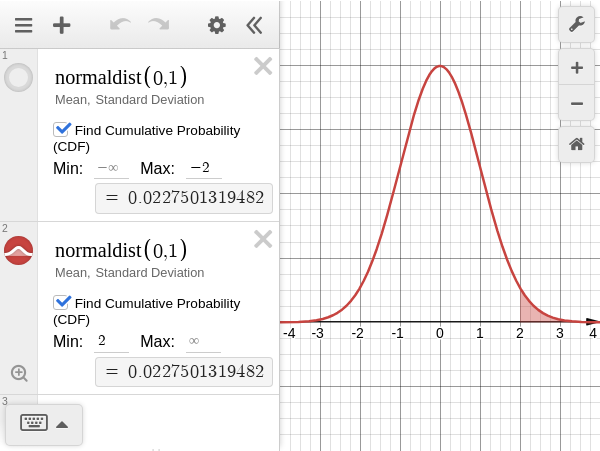 1
normaldist(0,1)
Mean, Standard Deviation
Find Cumulative Probability
(CDF)
Min: −∞ Max: −2
= 0.0227501319482
2
normaldist(0,1)
Mean, Standard Deviation
Find Cumulative Probability
(CDF)
Min: 2 Max: ∞
= 0.0227501319482
3
-4 -3 -2 -1 0 1 2 3 4